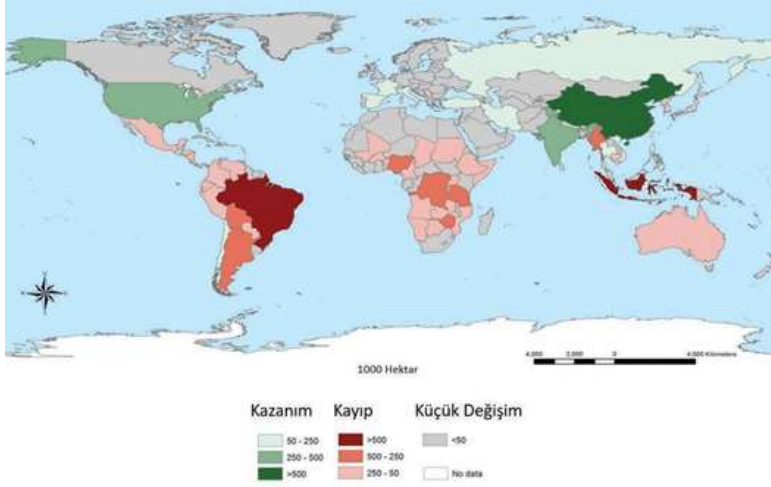 4.000 2.000 0 4.000 Kilometers
1000 Hektar
Kazanım Kayıp Küçük Değişim
50 - 250 >500 <50
250 - 500 500 - 250
>500 250 - 50 No data